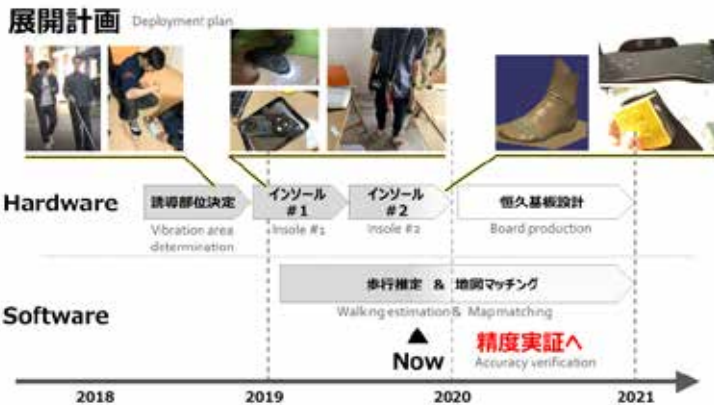 展開計画 Deployment plan
Hardware
誘導部位決定
Vibration area
determination
インソール
#1
Insole #1
インソール
#2
Insole #2
恒久基板設計
Board production
Software
歩行推定 & 地図マッチング
Walking estimation & Map matching
Now
精度実証へ
Accuracy verification
2018
2019
2020
2021